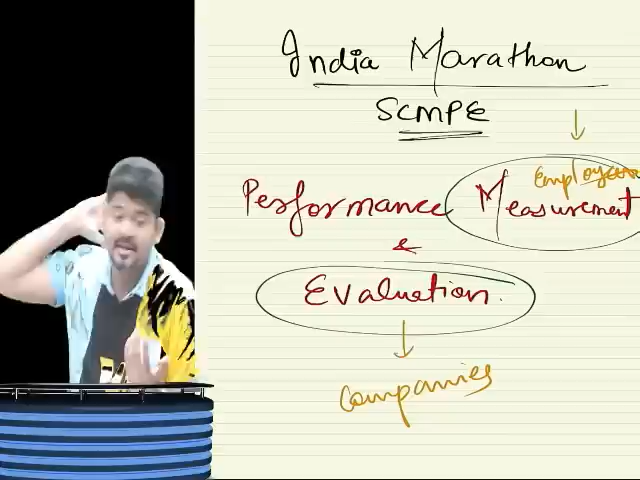 India Marathon
SCMPE
Employees
Performance Measurement
&
Evaluation
Companies